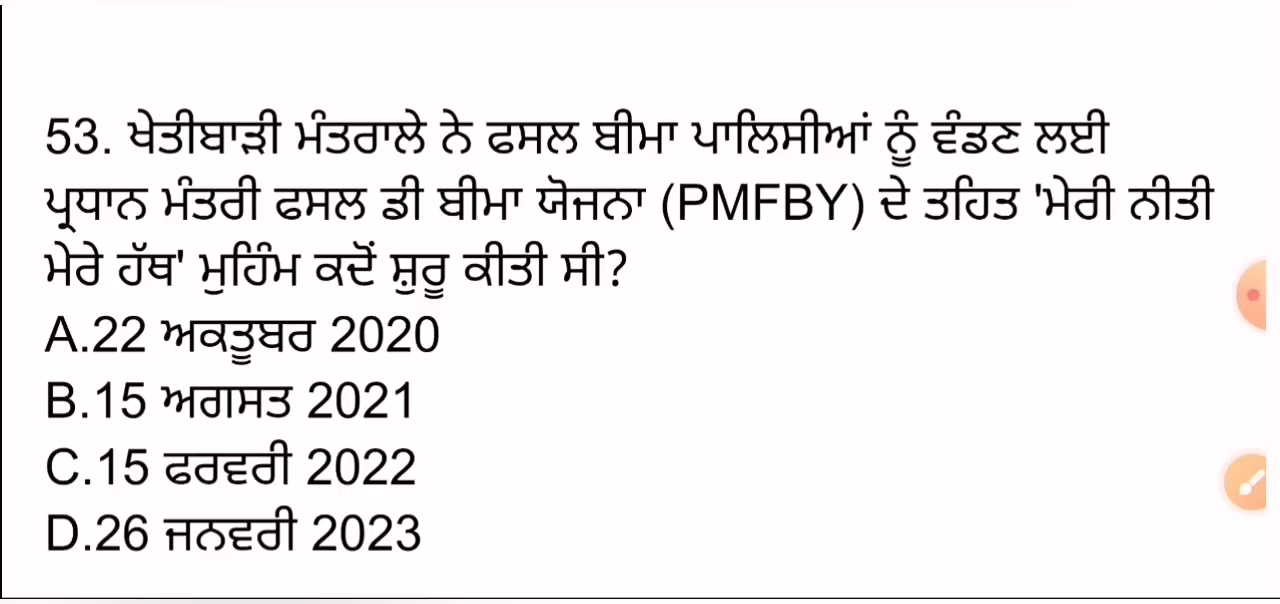 53. ਖੇਤੀਬਾੜੀ ਮੰਤਰਾਲੇ ਨੇ ਫਸਲ ਬੀਮਾ ਪਾਲਿਸੀਆਂ ਨੂੰ ਵੰਡਣ ਲਈ
ਪ੍ਰਧਾਨ ਮੰਤਰੀ ਫਸਲ ਡੀ ਬੀਮਾ ਯੋਜਨਾ (PMFBY) ਦੇ ਤਹਿਤ 'ਮੇਰੀ ਨੀਤੀ
ਮੇਰੇ ਹੱਥ' ਮੁਹਿੰਮ ਕਦੋਂ ਸ਼ੁਰੂ ਕੀਤੀ ਸੀ?
A.22 ਅਕਤੂਬਰ 2020
B.15 ਅਗਸਤ 2021
C.15 ਫਰਵਰੀ 2022
D.26 ਜਨਵਰੀ 2023